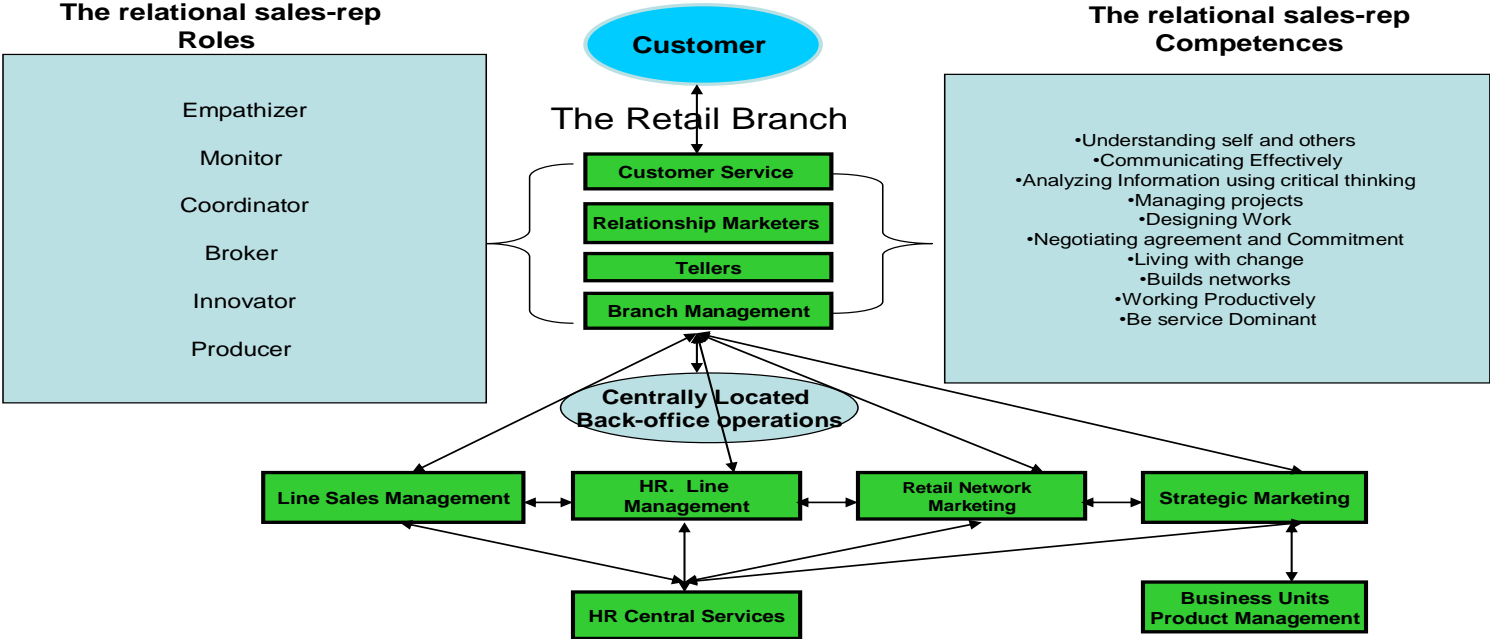 The relational sales-rep
Roles
Empathizer
Monitor
Coordinator
Broker
Innovator
Producer
Customer
The Retail Branch
Customer Service
Relationship Marketers
Tellers
Branch Management
The relational sales-rep
Competences
•Understanding self and others
•Communicating Effectively
•Analyzing Information using critical thinking
•Managing projects
•Designing Work
•Negotiating agreement and Commitment
•Living with change
•Builds networks
•Working Productively
•Be service Dominant
Centrally Located
Back-office operations
Line Sales Management
HR. Line
Management
Retail Network
Marketing
Strategic Marketing
HR Central Services
Business Units
Product Management